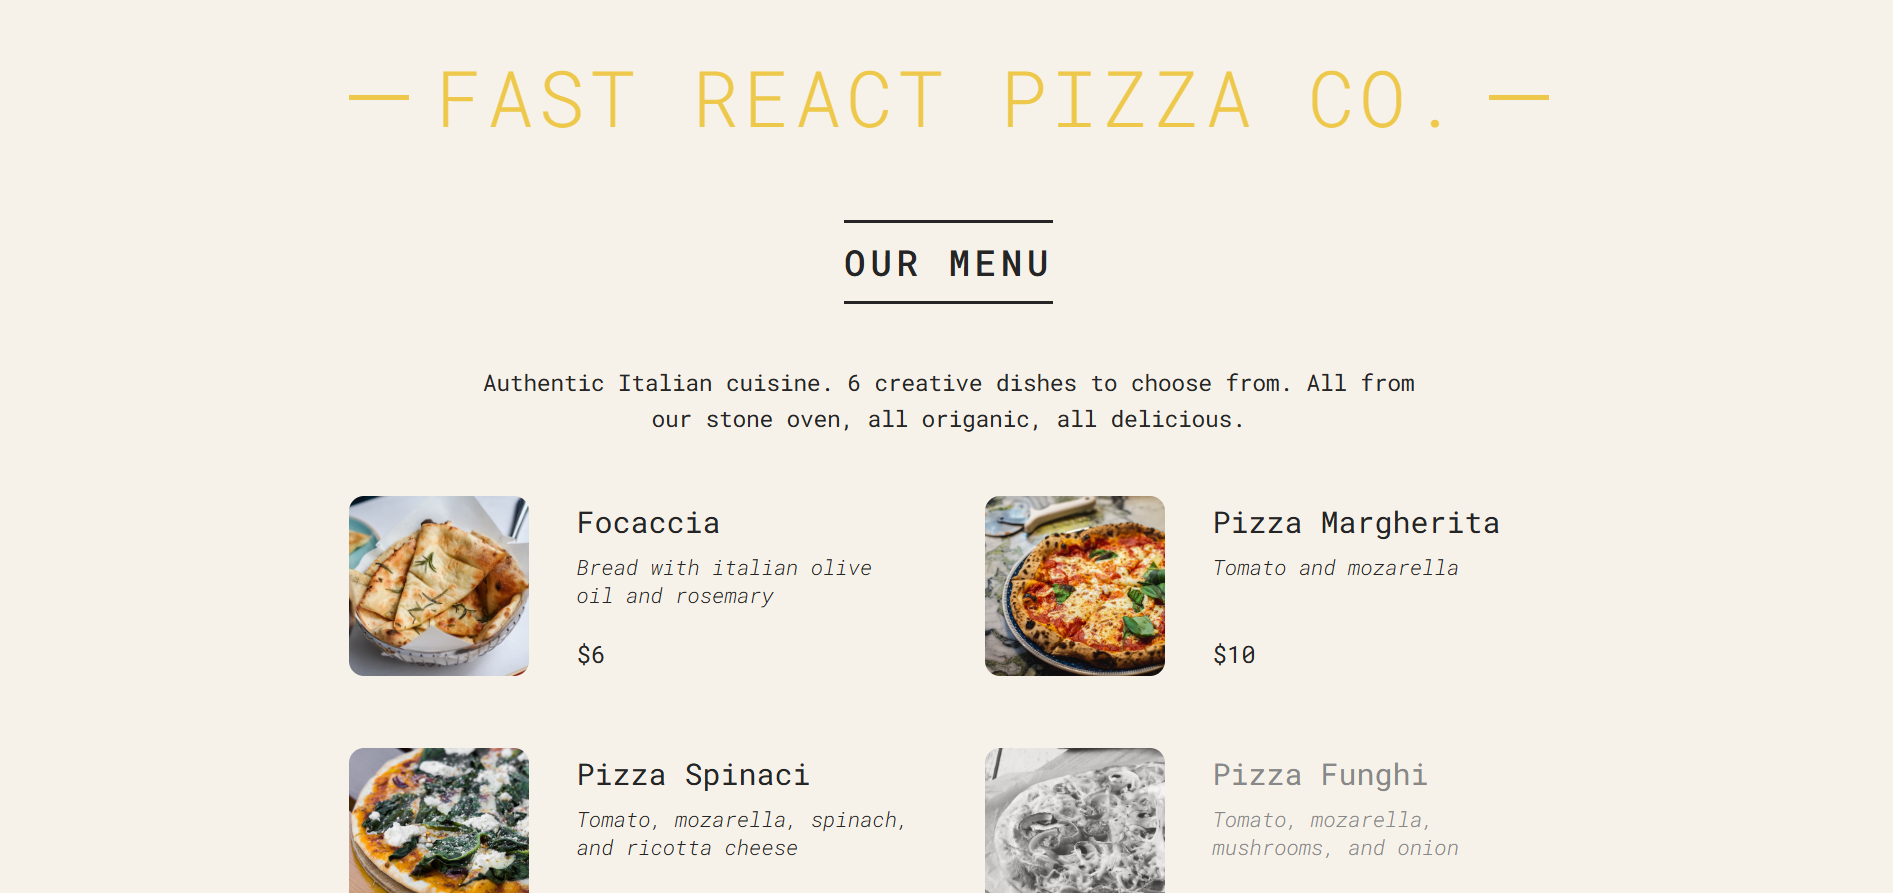 FAST REACT PIZZA CO.
OUR MENU
Authentic Italian cuisine. 6 creative dishes to choose from. All from
our stone oven, all origanic, all delicious.
Focaccia
Bread with italian olive
oil and rosemary
$6
Pizza Margherita
Tomato and mozarella
$10
Pizza Spinaci
Tomato, mozarella, spinach,
and ricotta cheese
Pizza Funghi
Tomato, mozarella,
mushrooms, and onion